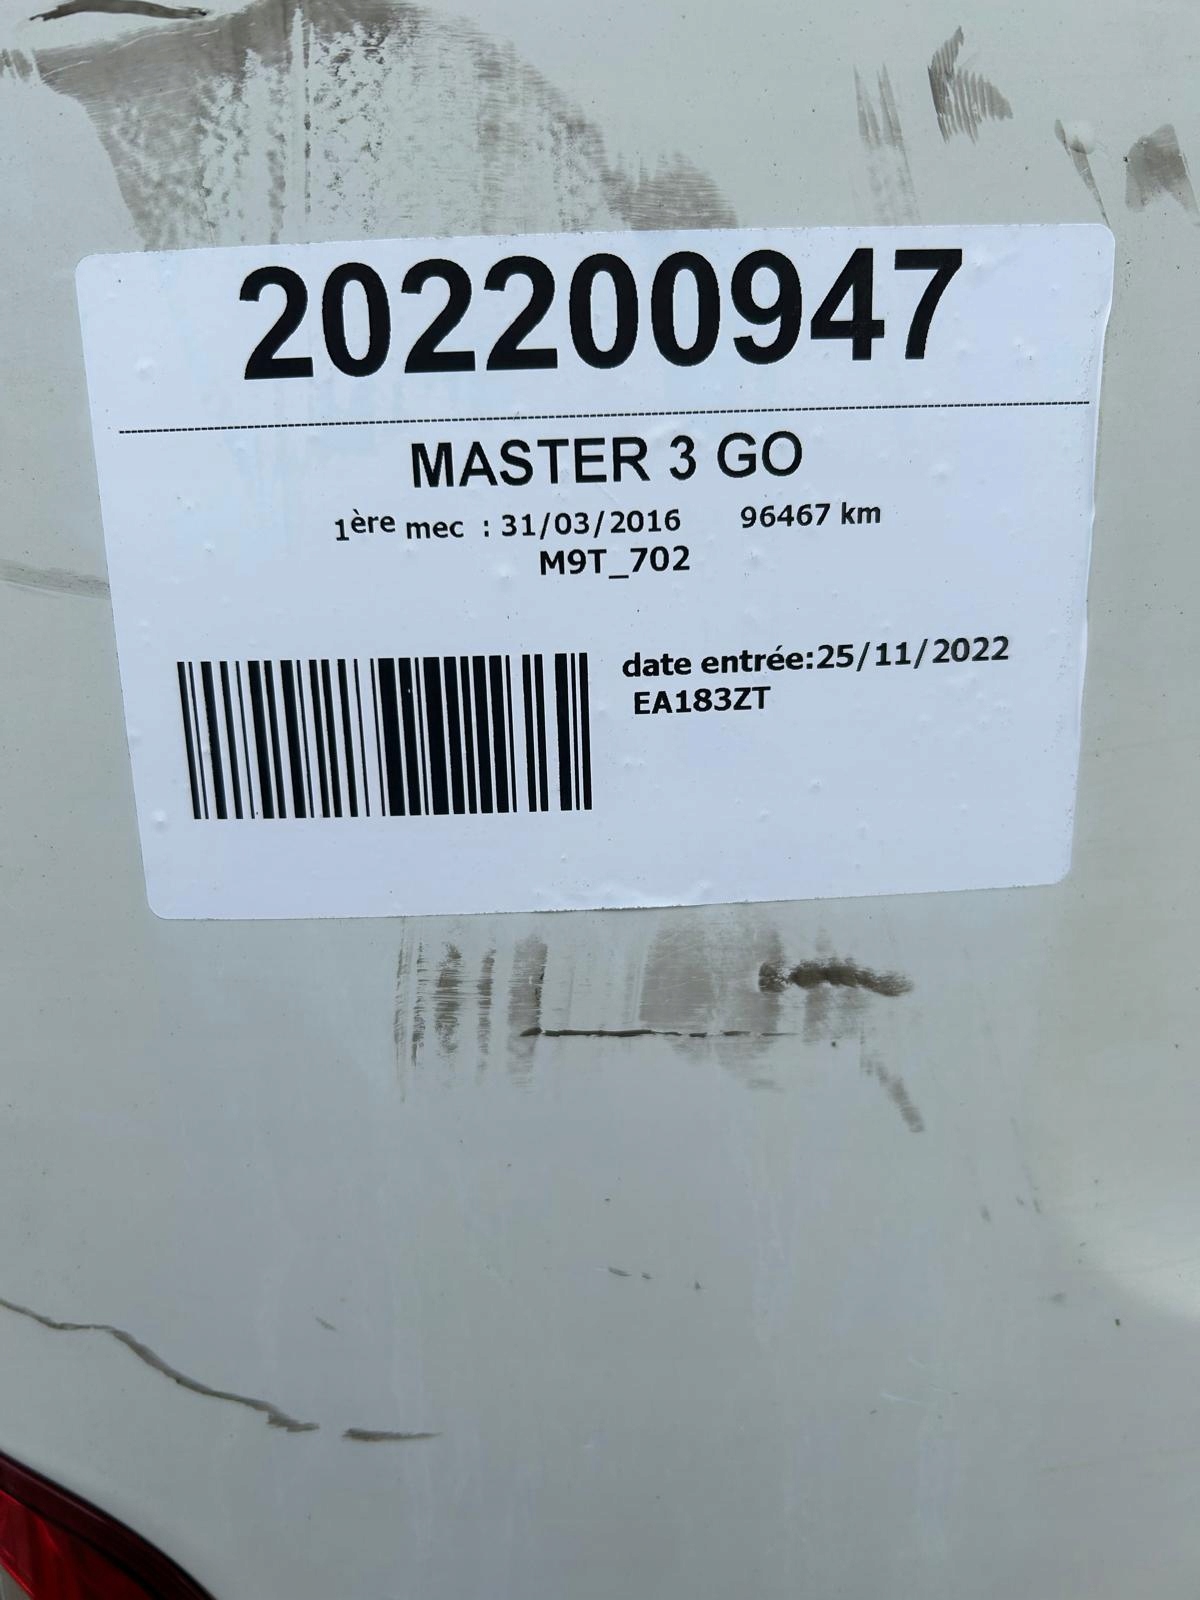 202200947
MASTER 3 GO
1ère mec : 31/03/2016 96467 km
M9T_702
date entrée:25/11/2022
EA183ZT